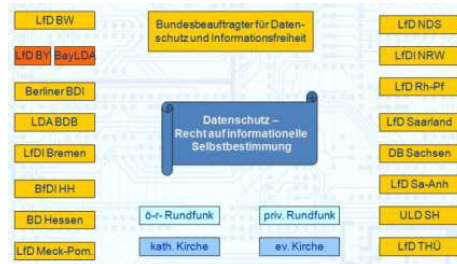 LfD BW
LfD BY
BayLDA
Berliner BDI
LDA BDB
LfDI Bremen
BfDI HH
BD Hessen
LfD Meck-Pom.
Bundesbeauftragter für Daten-
schutz und Informationsfreiheit
Datenschutz –
Recht auf informationelle
Selbstbestimmung
ö-r- Rundfunk
priv. Rundfunk
kath. Kirche
ev. Kirche
LfD NDS
LfDI NRW
LfD Rh-Pf
LfD Saarland
DB Sachsen
LfD Sa-Anh
ULD SH
LfD THÜ